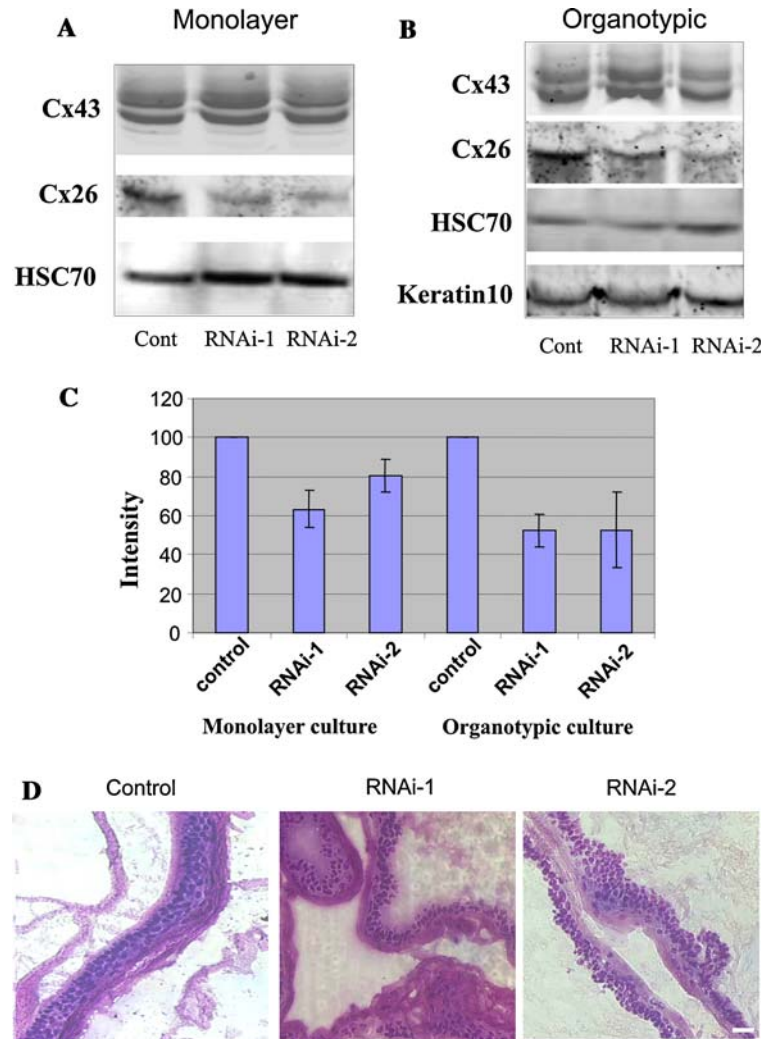 A Monolayer
Cx43
Cx26
HSC70
Cont RNAi-1 RNAi-2
B Organotypic
Cx43
Cx26
HSC70
Keratin10
Cont RNAi-1 RNAi-2
C
Intensity
120
100
80
60
40
20
0
control RNAi-1 RNAi-2 control RNAi-1 RNAi-2
Monolayer culture Organotypic culture
D Control RNAi-1 RNAi-2